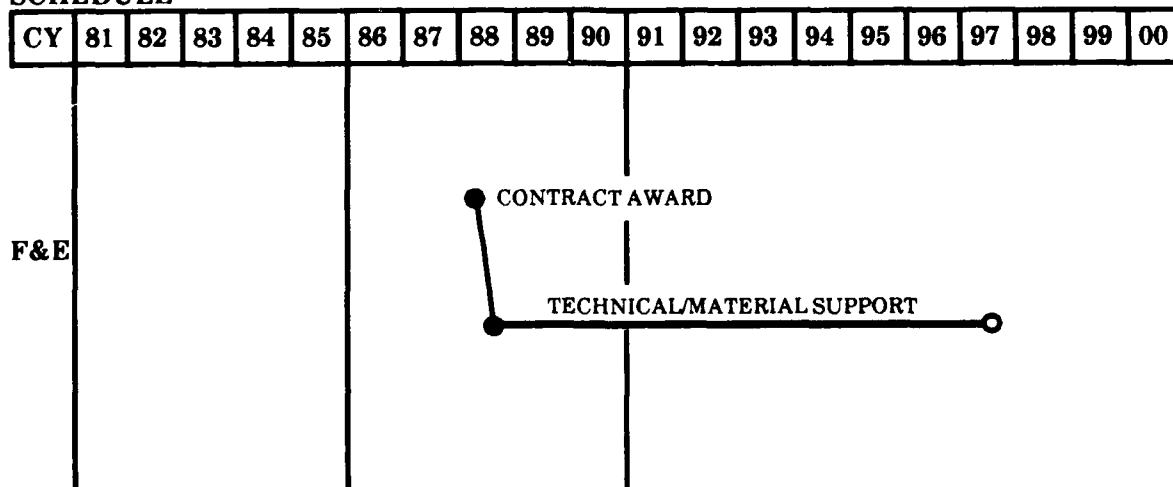 SCHEDULE
CY 81 82 83 84 85 86 87 88 89 90 91 92 93 94 95 96 97 98 99 00
CONTRACT AWARD
F&E
TECHNICAL/MATERIAL SUPPORT